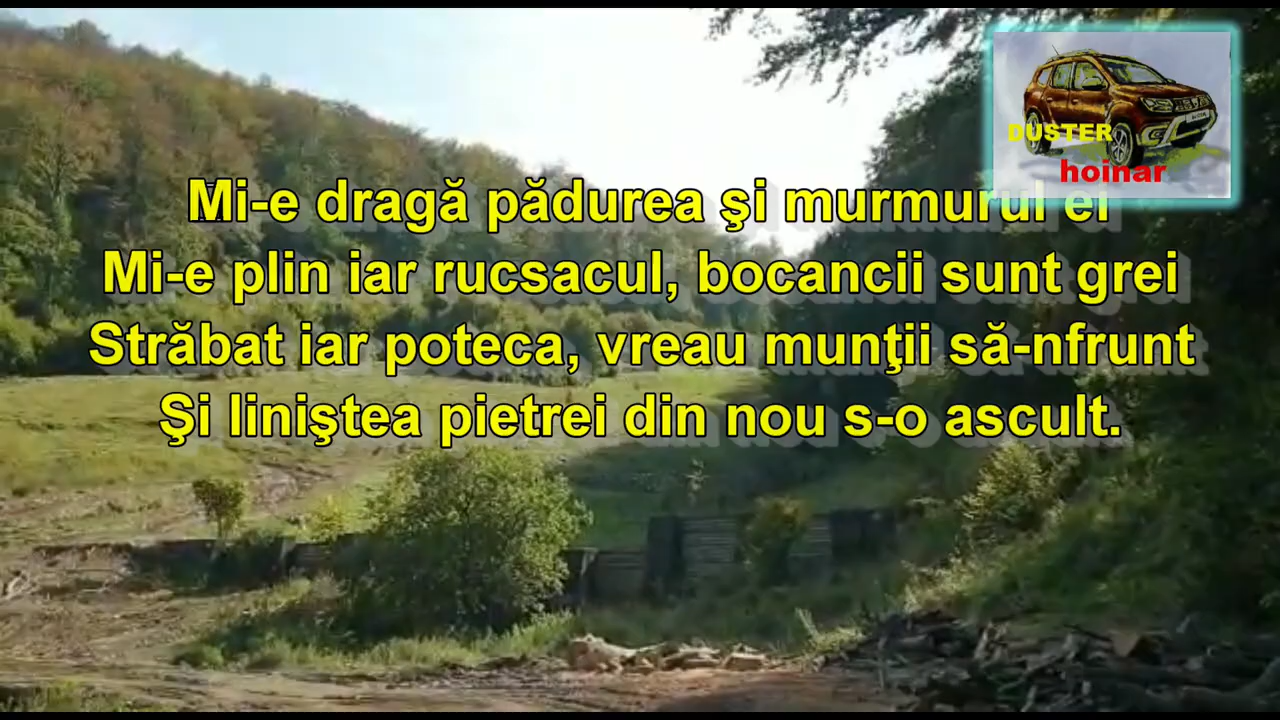 DUSTER
hoinar
Mi-e dragă pădurea şi murmurul ei
Mi-e plin iar rucsacul, bocancii sunt grei
Străbat iar poteca, vreau munţii să-nfrunt
Şi liniştea pietrei din nou s-o ascult.